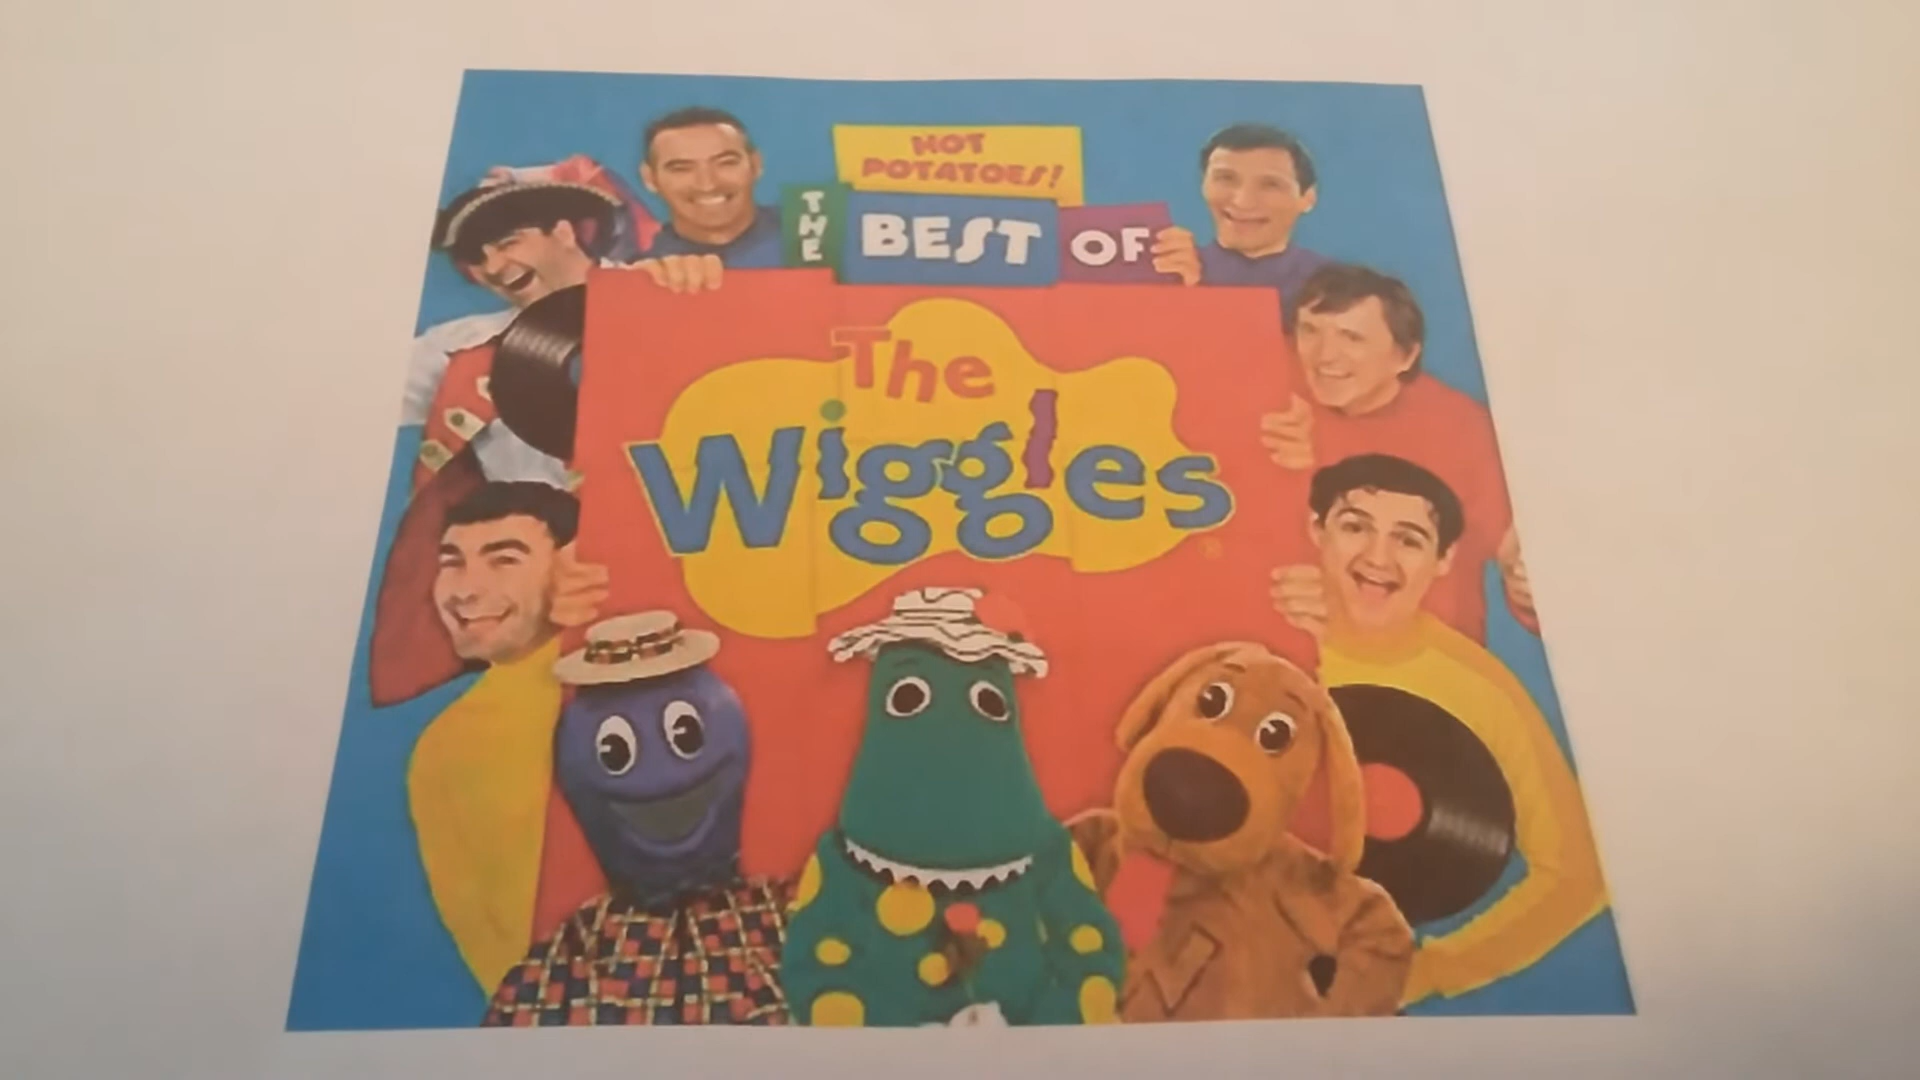 HOT
POTATOES!
THE BEST OF
The
Wiggles
®